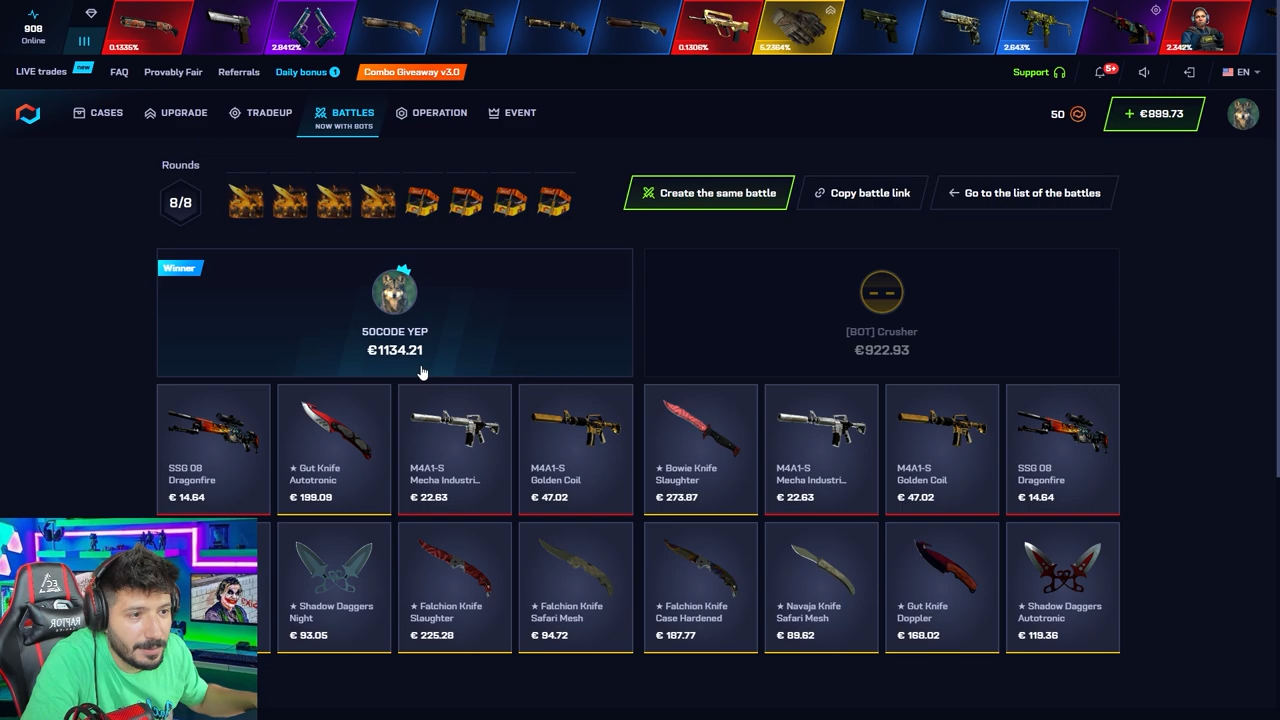 908
Online
0.1335%
2.8412%
0.1306%
5.2364%
2.643%
2.342%
LIVE trades
new
FAQ
Provably Fair
Referrals
Daily bonus 1
Combo Giveaway v3.0
Support
5+
EN
CASES
UPGRADE
TRADEUP
BATTLES
NOW WITH BOTS
OPERATION
EVENT
50
+ €899.73
Rounds
8/8
Create the same battle
Copy battle link
Go to the list of the battles
Winner
50CODE YEP
€1134.21
[BOT] Crusher
€922.93
SSG 08
Dragonfire
€ 14.64
★ Gut Knife
Autotronic
€ 199.09
M4A1-S
Mecha Industri...
€ 22.63
M4A1-S
Golden Coil
€ 47.02
★ Bowie Knife
Slaughter
€ 273.87
M4A1-S
Mecha Industri...
€ 22.63
M4A1-S
Golden Coil
€ 47.02
SSG 08
Dragonfire
€ 14.64
★ Shadow Daggers
Night
€ 93.05
★ Falchion Knife
Slaughter
€ 225.28
★ Falchion Knife
Safari Mesh
€ 94.72
★ Falchion Knife
Case Hardened
€ 187.77
★ Navaja Knife
Safari Mesh
€ 89.62
★ Gut Knife
Doppler
€ 168.02
★ Shadow Daggers
Autotronic
€ 119.36
RAPTOR